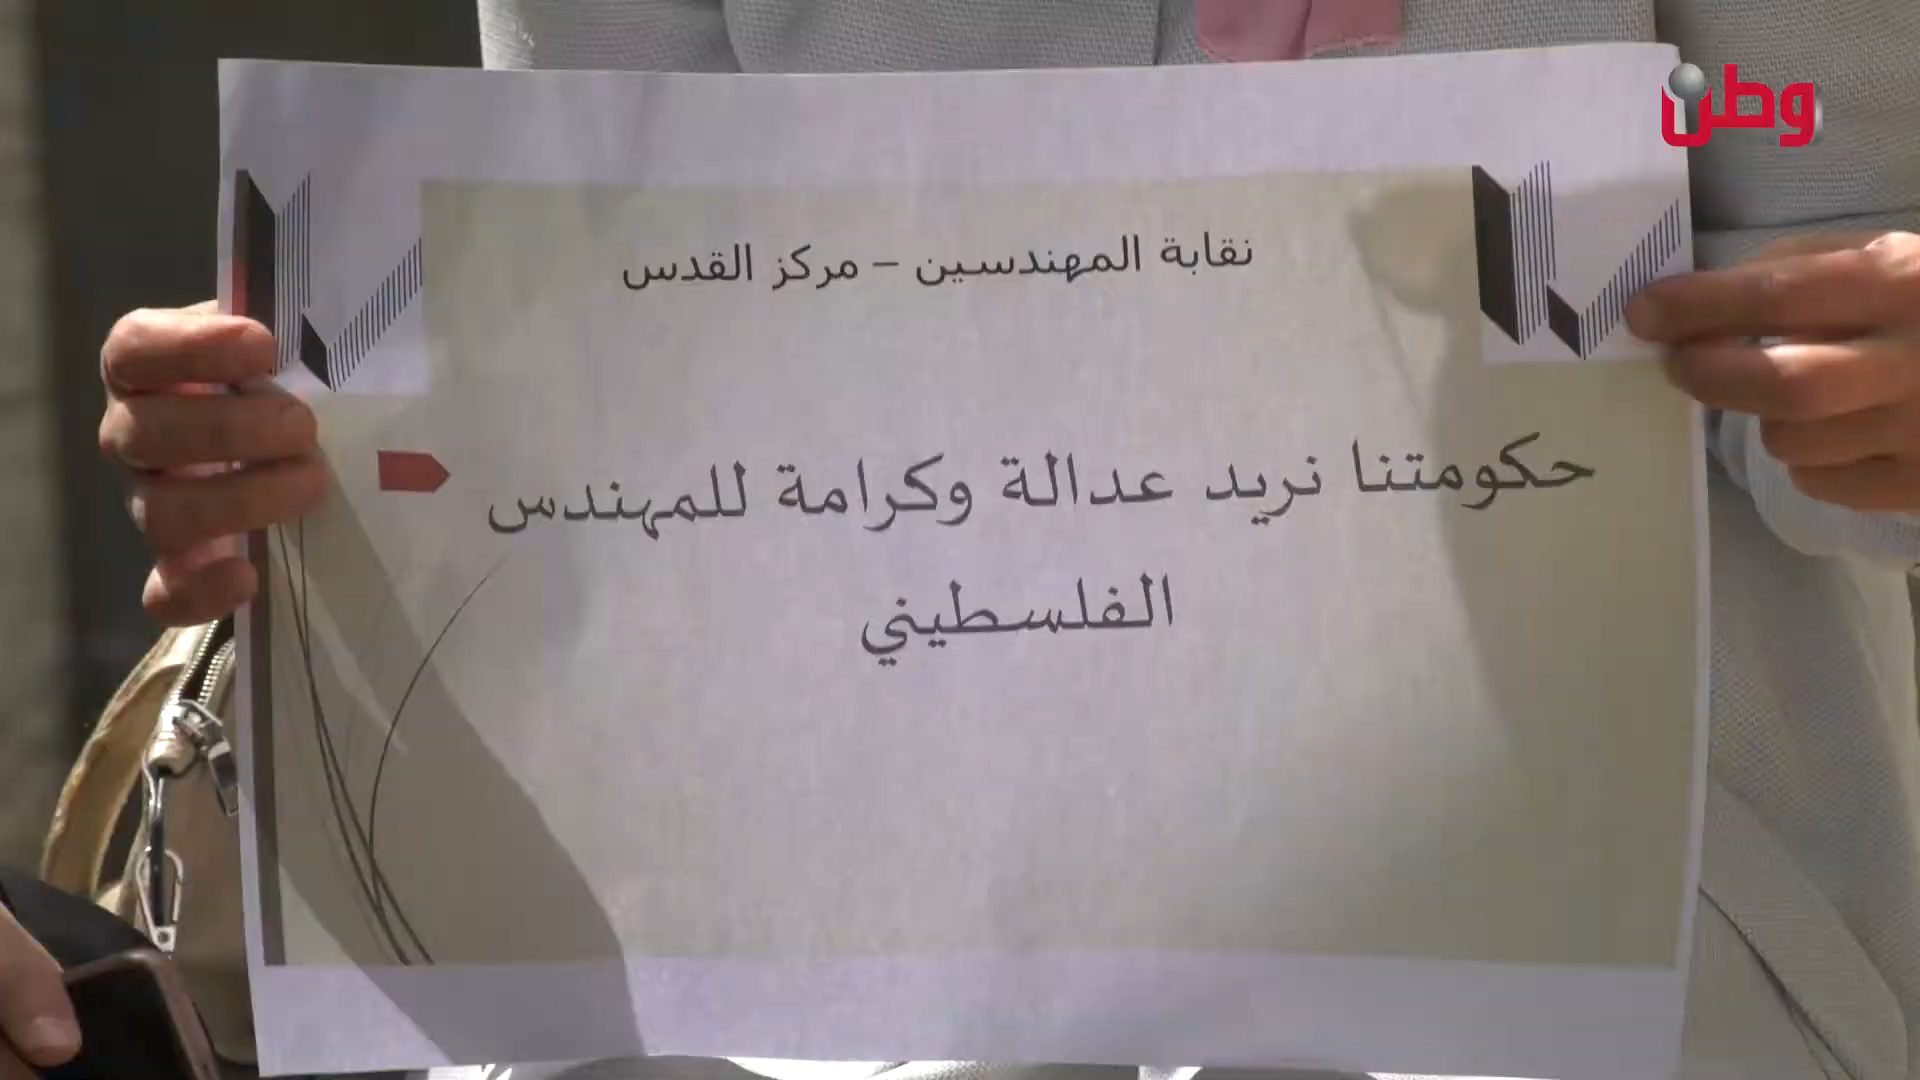 وطن
نقابة المهندسين – مركز القدس
حكومتنا نريد عدالة وكرامة للمهندس
الفلسطيني